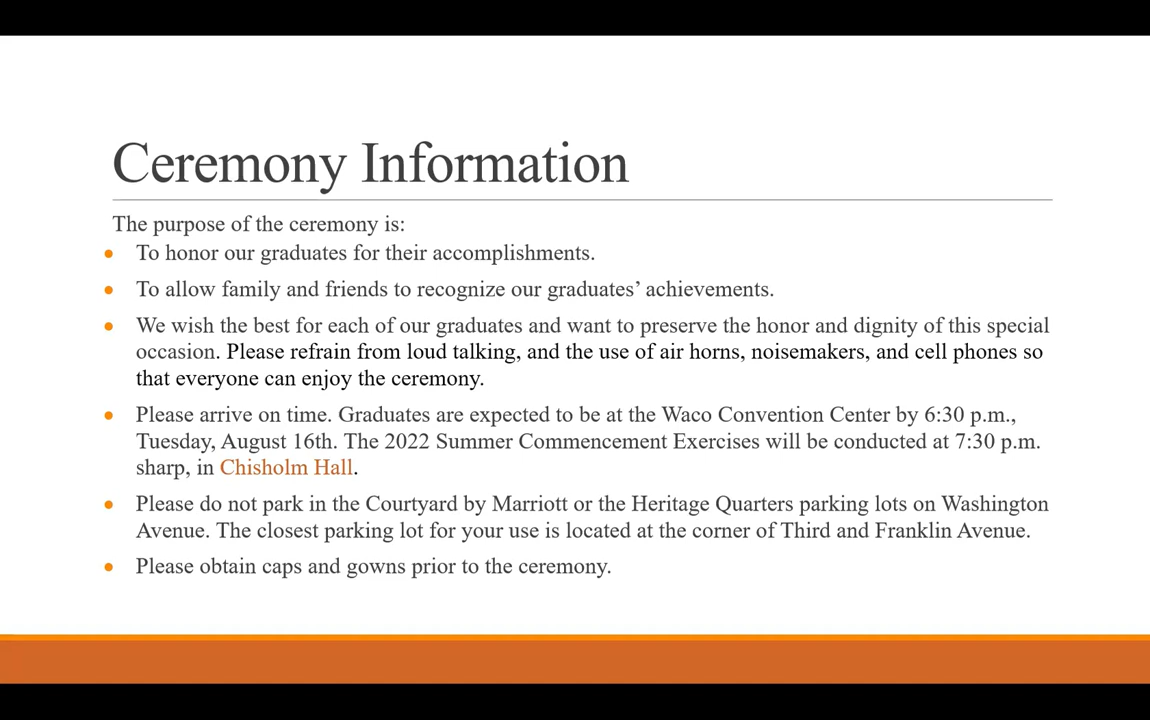 Ceremony Information
The purpose of the ceremony is:
To honor our graduates for their accomplishments.
To allow family and friends to recognize our graduates’ achievements.
We wish the best for each of our graduates and want to preserve the honor and dignity of this special
occasion. Please refrain from loud talking, and the use of air horns, noisemakers, and cell phones so
that everyone can enjoy the ceremony.
Please arrive on time. Graduates are expected to be at the Waco Convention Center by 6:30 p.m.,
Tuesday, August 16th. The 2022 Summer Commencement Exercises will be conducted at 7:30 p.m.
sharp, in Chisholm Hall.
Please do not park in the Courtyard by Marriott or the Heritage Quarters parking lots on Washington
Avenue. The closest parking lot for your use is located at the corner of Third and Franklin Avenue.
Please obtain caps and gowns prior to the ceremony.